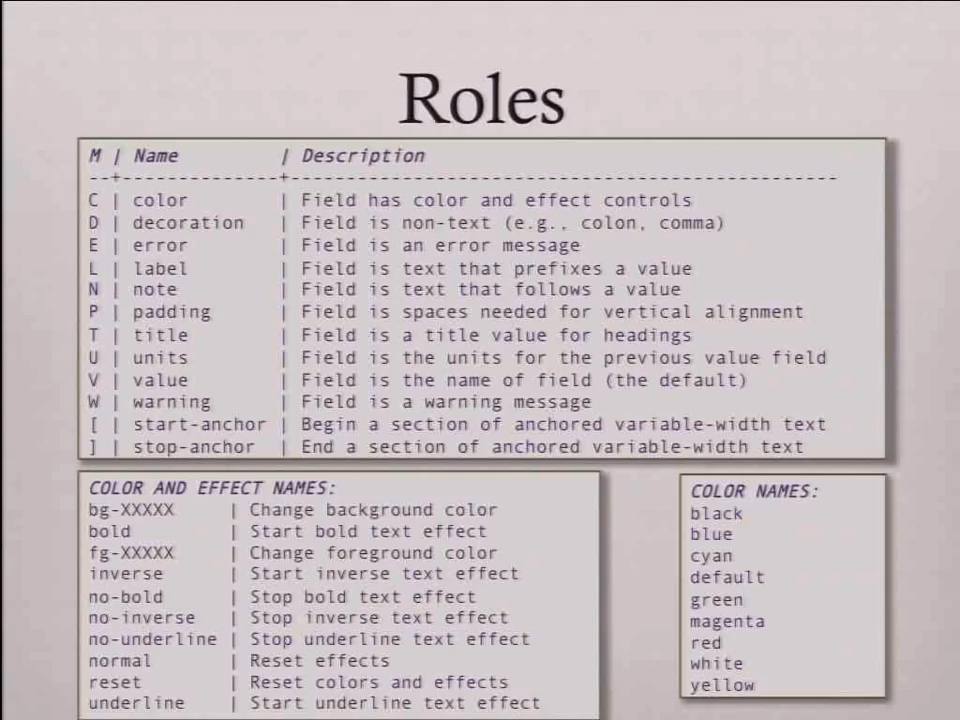 Roles
M | Name | Description
--+--------------+--------------------------------------------------
C | color | Field has color and effect controls
D | decoration | Field is non-text (e.g., colon, comma)
E | error | Field is an error message
L | label | Field is text that prefixes a value
N | note | Field is text that follows a value
P | padding | Field is spaces needed for vertical alignment
T | title | Field is a title value for headings
U | units | Field is the units for the previous value field
V | value | Field is the name of field (the default)
W | warning | Field is a warning message
[ | start-anchor | Begin a section of anchored variable-width text
] | stop-anchor | End a section of anchored variable-width text
COLOR AND EFFECT NAMES:
bg-XXXXX | Change background color
bold | Start bold text effect
fg-XXXXX | Change foreground color
inverse | Start inverse text effect
no-bold | Stop bold text effect
no-inverse | Stop inverse text effect
no-underline | Stop underline text effect
normal | Reset effects
reset | Reset colors and effects
underline | Start underline text effect
COLOR NAMES:
black
blue
cyan
default
green
magenta
red
white
yellow